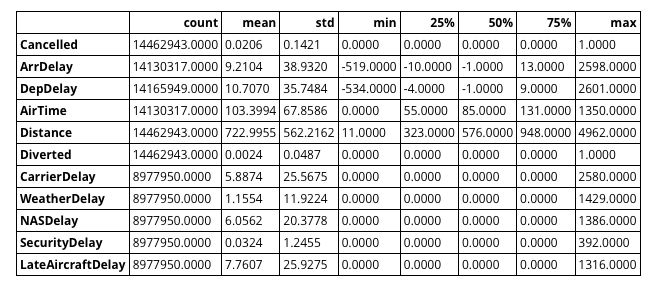 count mean std min 25% 50% 75% max
Cancelled 14462943.0000 0.0206 0.1421 0.0000 0.0000 0.0000 0.0000 1.0000
ArrDelay 14130317.0000 9.2104 38.9320 -519.0000 -10.0000 -1.0000 13.0000 2598.0000
DepDelay 14165949.0000 10.7070 35.7484 -534.0000 -4.0000 -1.0000 9.0000 2601.0000
AirTime 14130317.0000 103.3994 67.8586 0.0000 55.0000 85.0000 131.0000 1350.0000
Distance 14462943.0000 722.9955 562.2162 11.0000 323.0000 576.0000 948.0000 4962.0000
Diverted 14462943.0000 0.0024 0.0487 0.0000 0.0000 0.0000 0.0000 1.0000
CarrierDelay 8977950.0000 5.8874 25.5675 0.0000 0.0000 0.0000 0.0000 2580.0000
WeatherDelay 8977950.0000 1.1554 11.9224 0.0000 0.0000 0.0000 0.0000 1429.0000
NASDelay 8977950.0000 6.0562 20.3778 0.0000 0.0000 0.0000 0.0000 1386.0000
SecurityDelay 8977950.0000 0.0324 1.2455 0.0000 0.0000 0.0000 0.0000 392.0000
LateAircraftDelay 8977950.0000 7.7607 25.9275 0.0000 0.0000 0.0000 0.0000 1316.0000